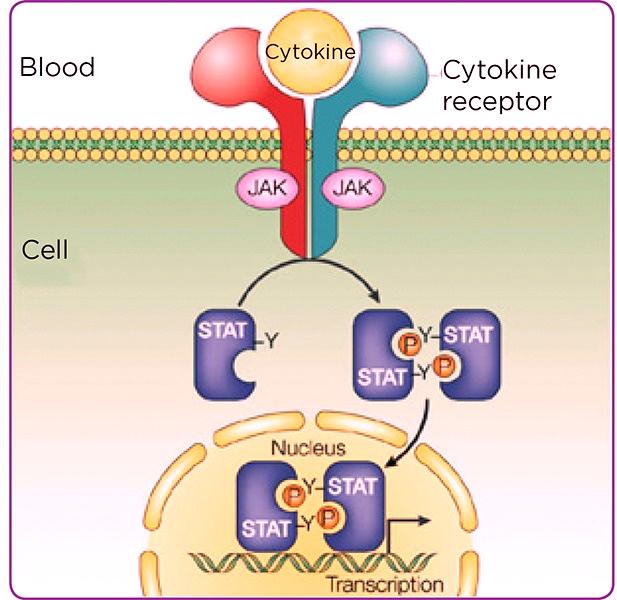 Cytokine
Blood
Cytokine
receptor
JAK
JAK
Cell
STAT
Y
Y
STAT
P
P
STAT
Y
Nucleus
Y
STAT
P
P
STAT
Y
Transcription